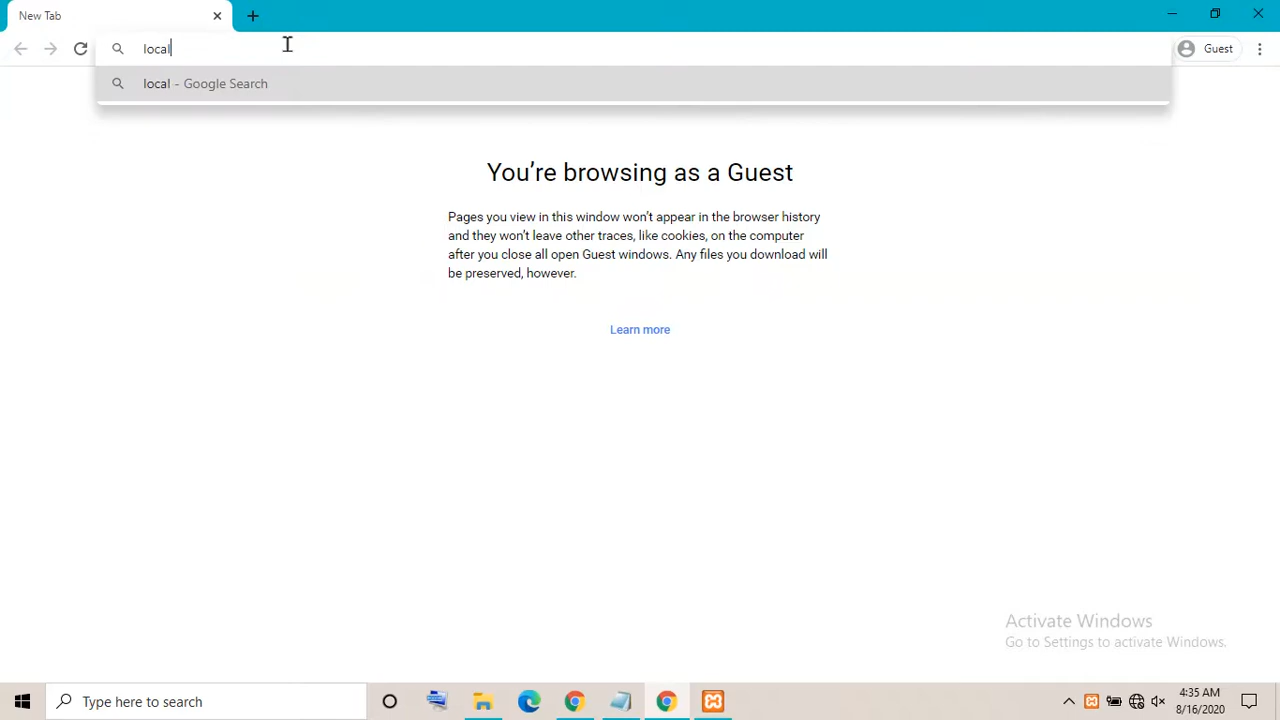 New Tab
local
Guest
local - Google Search
You're browsing as a Guest
Pages you view in this window won't appear in the browser history
and they won't leave other traces, like cookies, on the computer
after you close all open Guest windows. Any files you download will
be preserved, however.
Learn more
Activate Windows
Go to Settings to activate Windows.
Type here to search
4:35 AM
8/16/2020